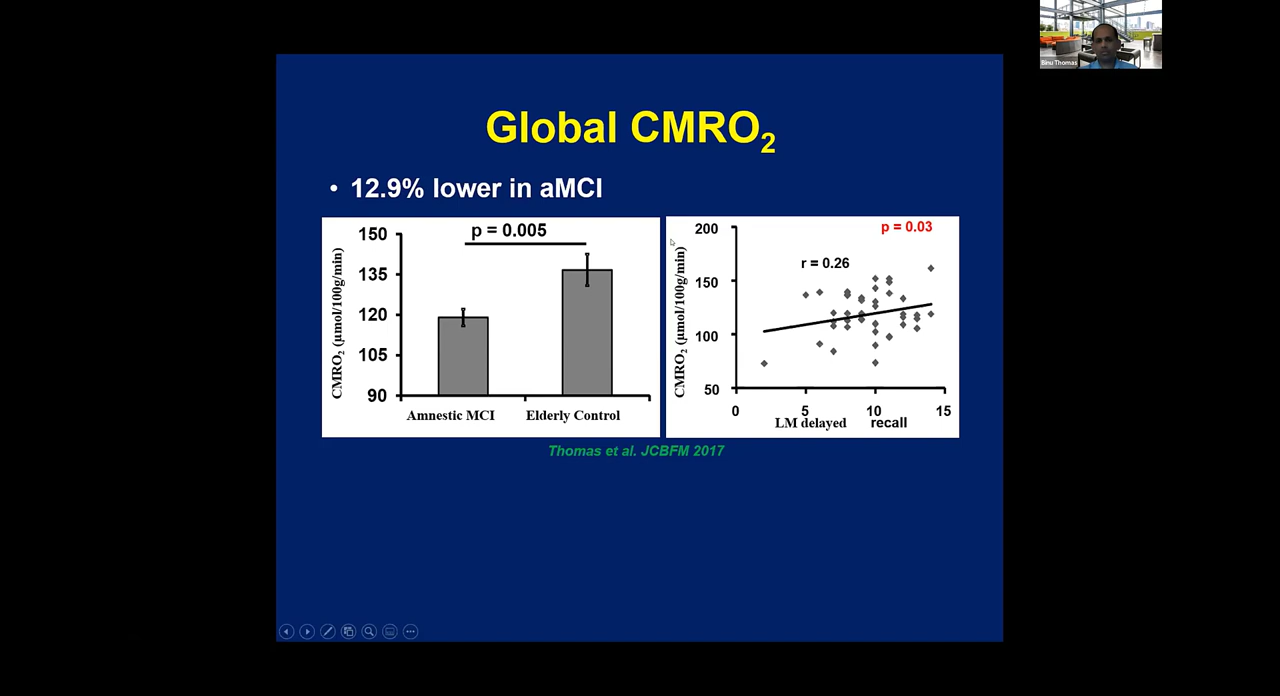 Binu Thomas
Global CMRO₂
• 12.9% lower in aMCI
p = 0.005
150
135
120
105
90
CMRO₂ (μmol/100g/min)
Amnestic MCI
Elderly Control
p = 0.03
r = 0.26
200
150
100
50
CMRO₂ (μmol/100g/min)
0
5
10
15
LM delayed recall
Thomas et al. JCBFM 2017